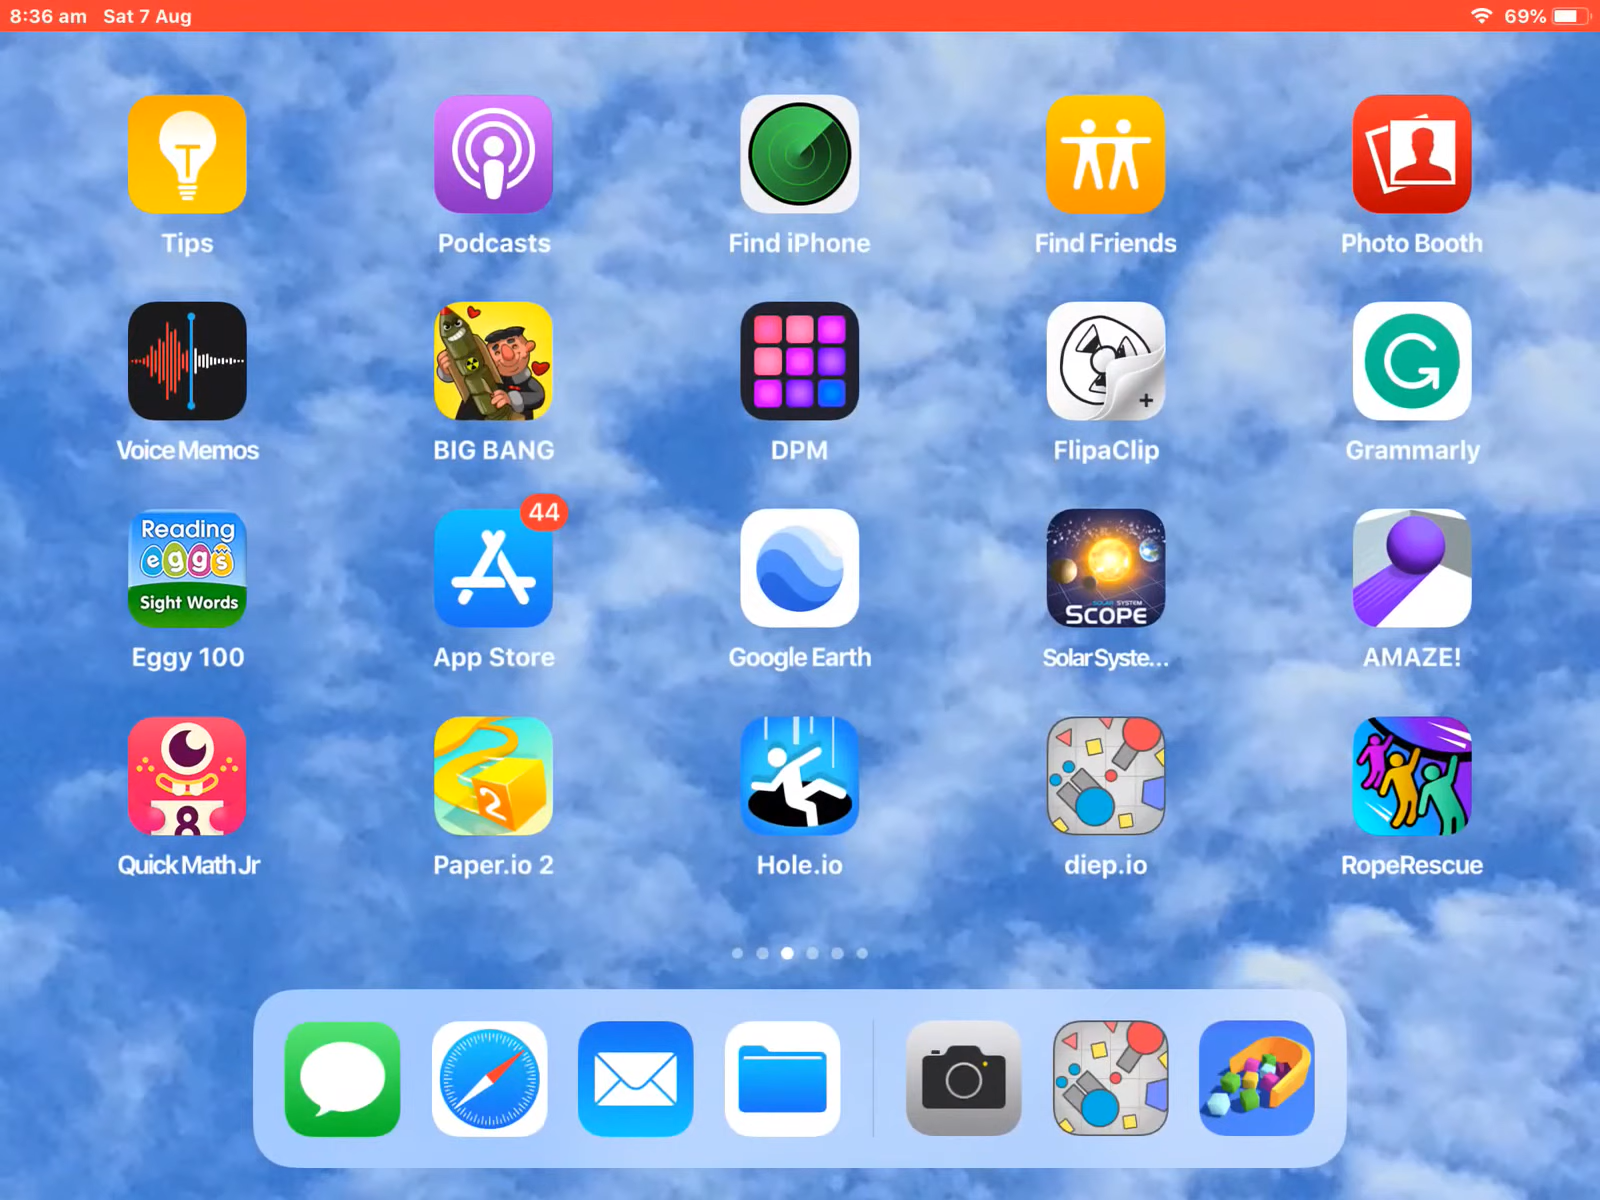 8:36 am Sat 7 Aug 69%
Tips Podcasts Find iPhone Find Friends Photo Booth
Voice Memos BIG BANG DPM FlipaClip Grammarly
Reading
eggs
Sight Words
44
SOLAR SYSTEM
SCOPE
Eggy 100 App Store Google Earth Solar Syste... AMAZE!
8
2
Quick Math Jr Paper.io 2 Hole.io diep.io RopeRescue